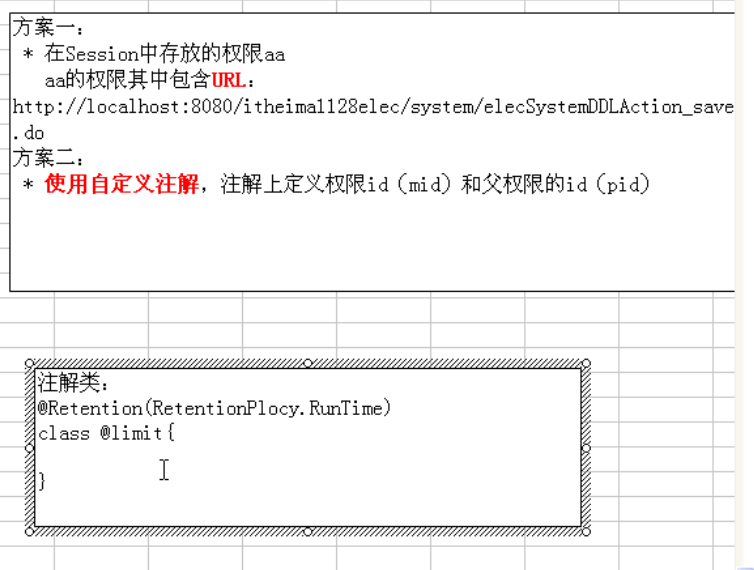 方案一：
* 在Session中存放的权限aa
aa的权限其中包含URL：
http://localhost:8080/itheima1128elec/system/elecSystemDDLAction_save
.do
方案二：
* 使用自定义注解，注解上定义权限id（mid）和父权限的id（pid）
注解类：
@Retention(RetentionPlocy.RunTime)
class @limit{
}